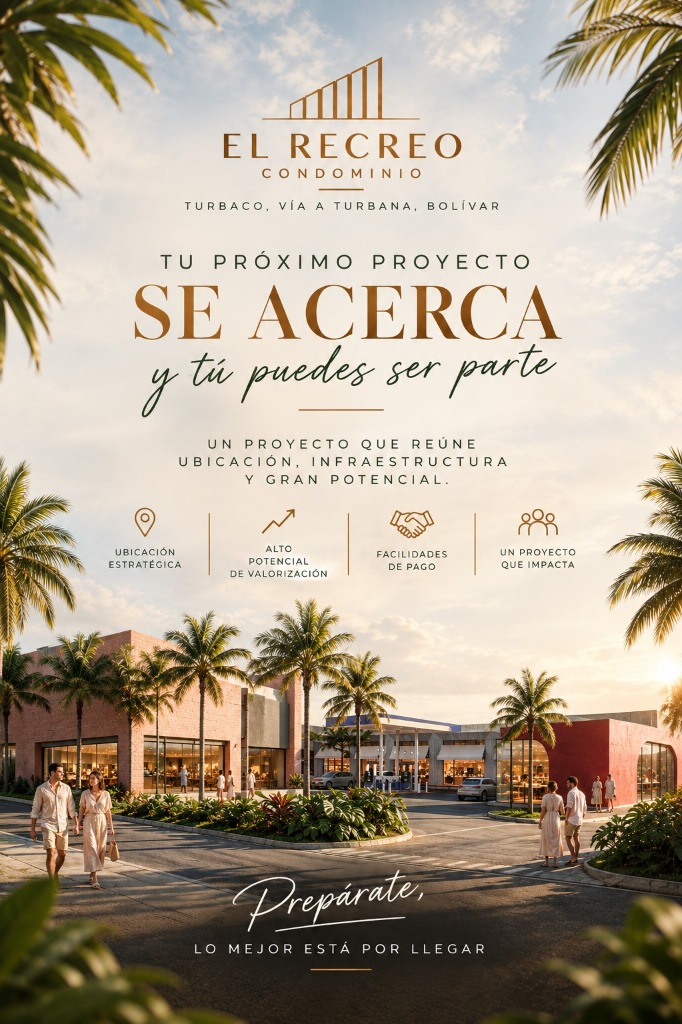 EL RECREO
CONDOMINIO
TURBACO, VÍA A TURBANA, BOLÍVAR
TU PRÓXIMO PROYECTO
SE ACERCA
y tú puedes ser parte
UN PROYECTO QUE REÚNE
UBICACIÓN, INFRAESTRUCTURA
Y GRAN POTENCIAL.
UBICACIÓN
ESTRATÉGICA
ALTO
POTENCIAL
DE VALORIZACIÓN
FACILIDADES
DE PAGO
UN PROYECTO
QUE IMPACTA
Prepárate,
LO MEJOR ESTÁ POR LLEGAR